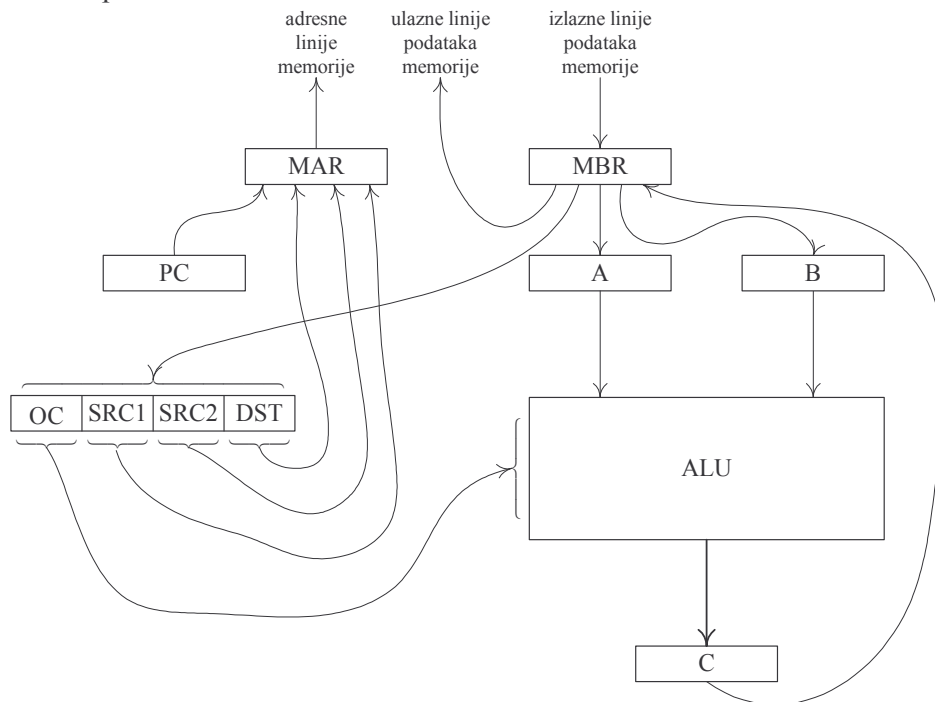 adresne
linije
memorije
ulazne linije
podataka
memorije
izlazne linije
podataka
memorije
MAR
MBR
PC
A
B
OC
SRC1
SRC2
DST
ALU
C